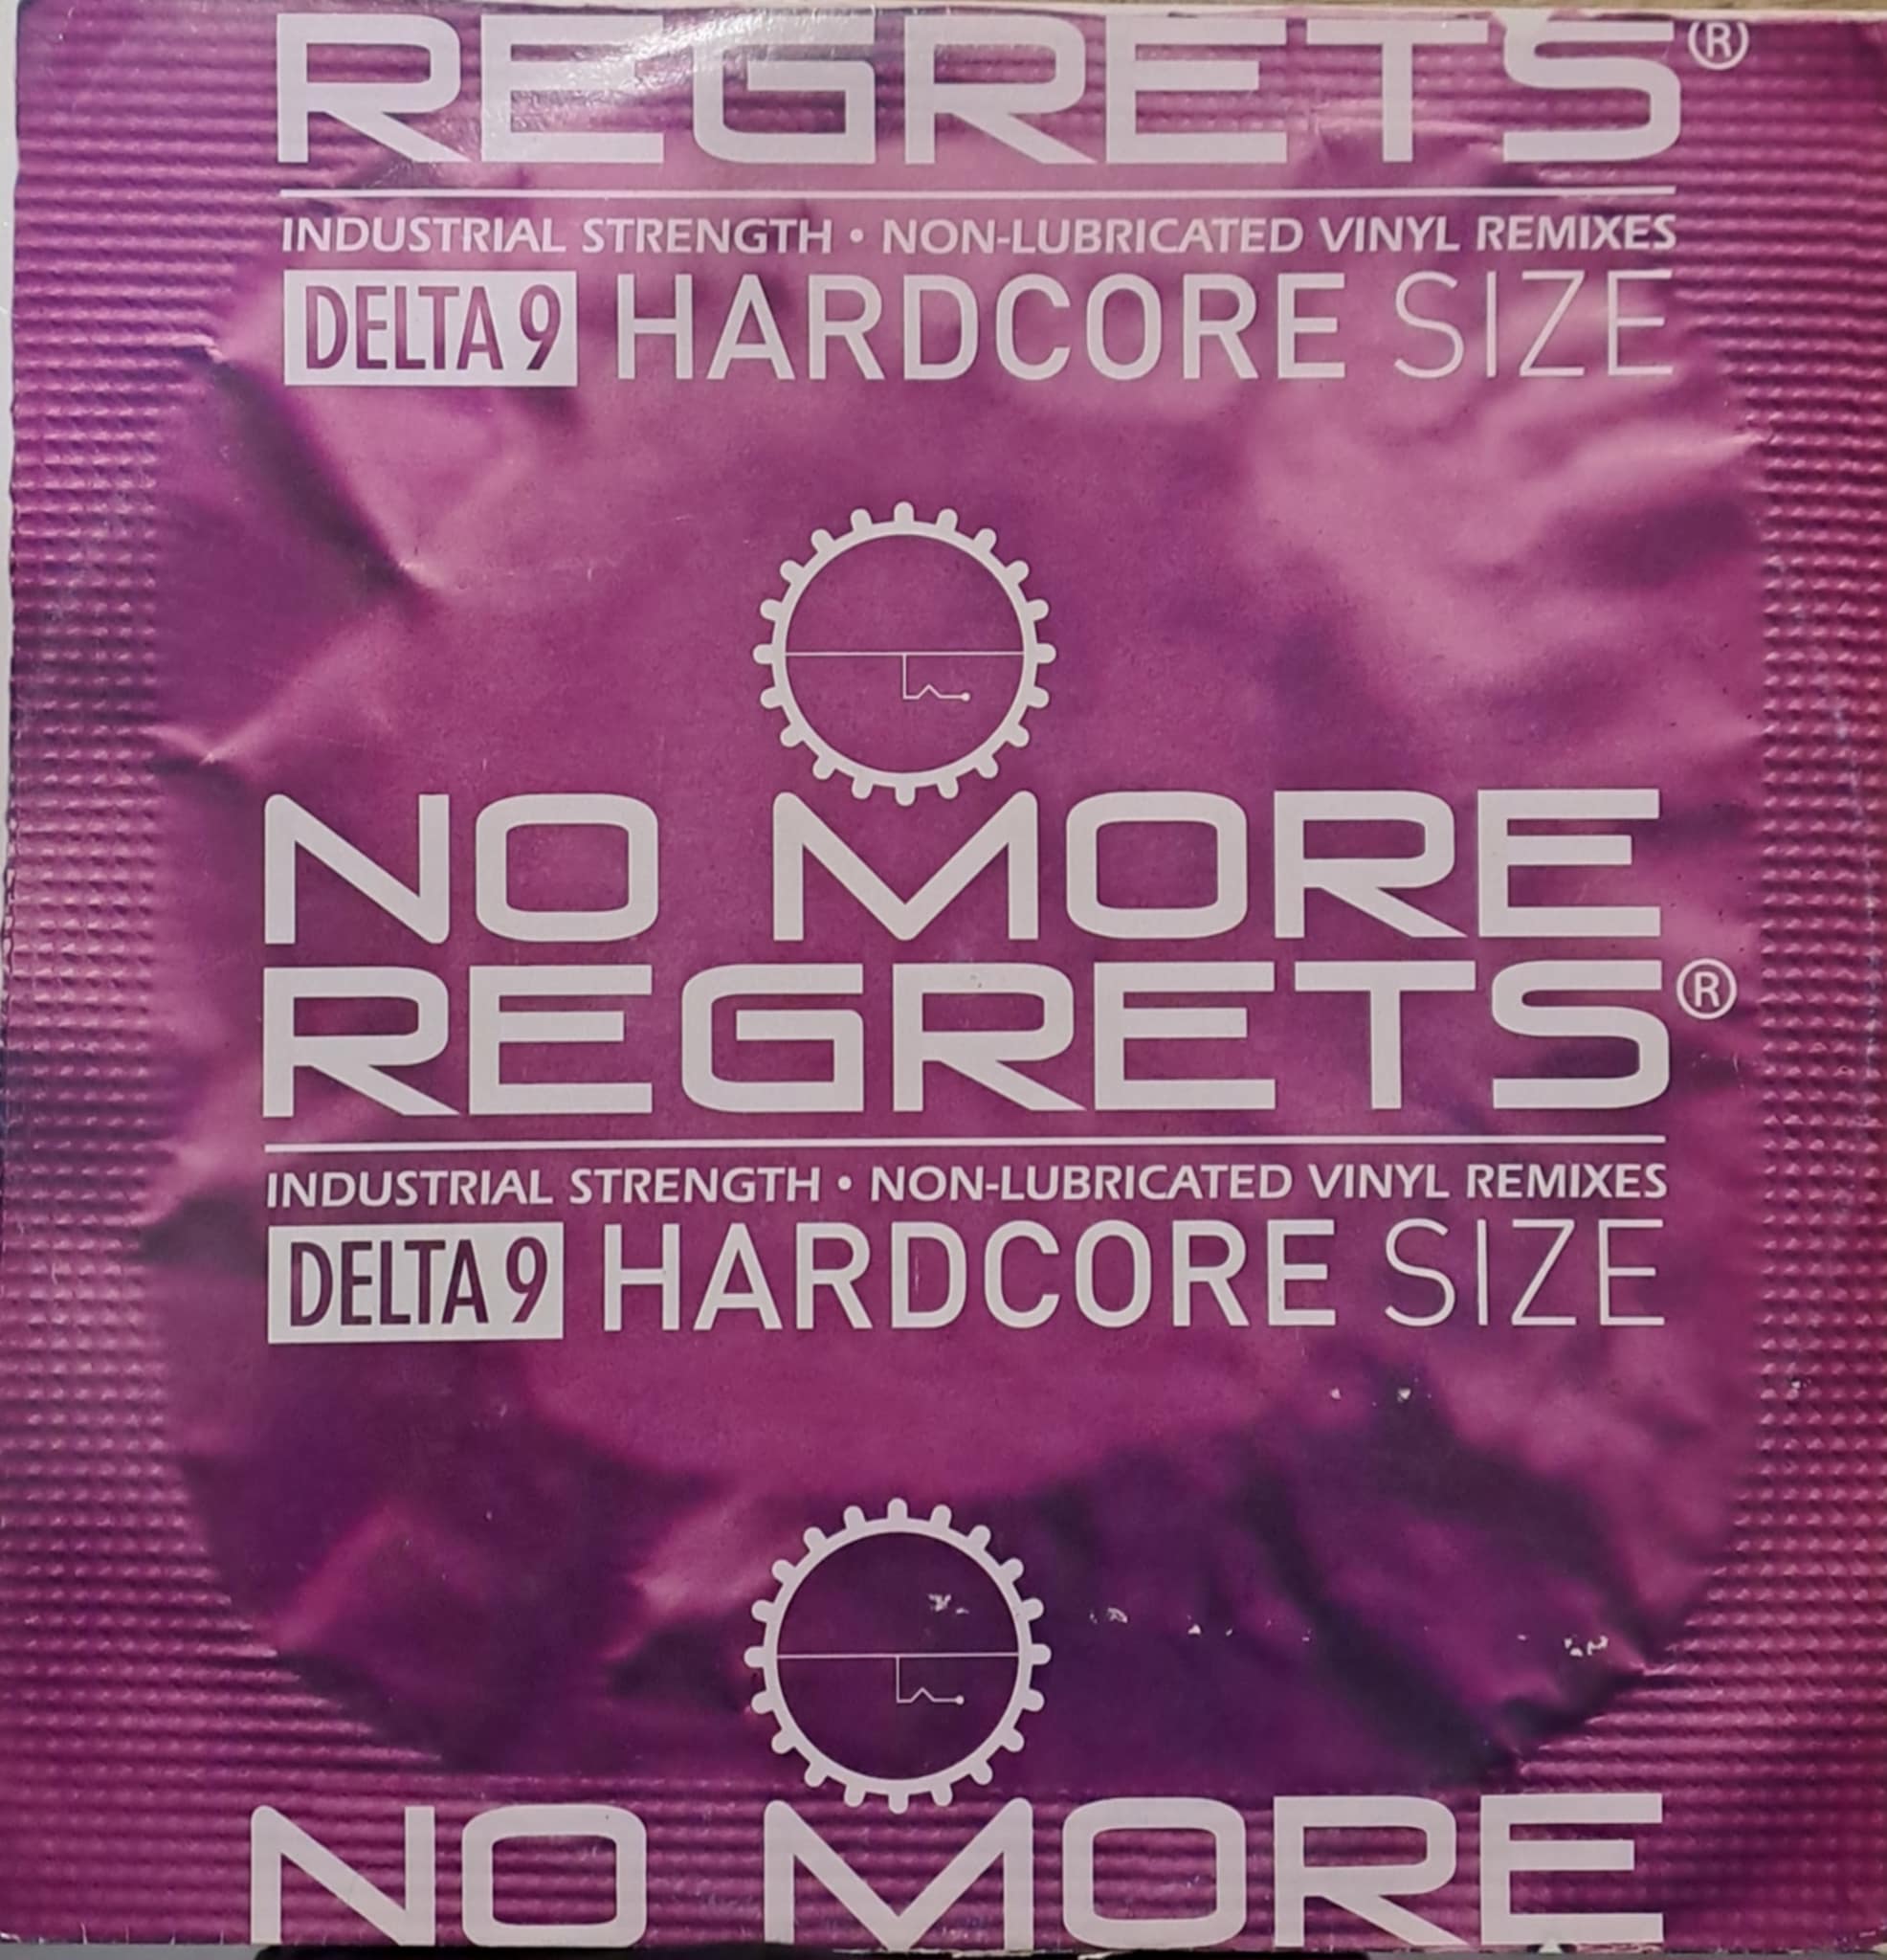 REGRETS®
INDUSTRIAL STRENGTH • NON-LUBRICATED VINYL REMIXES
DELTA 9 HARDCORE SIZE
NO MORE
REGRETS®
INDUSTRIAL STRENGTH • NON-LUBRICATED VINYL REMIXES
DELTA 9 HARDCORE SIZE
NO MORE